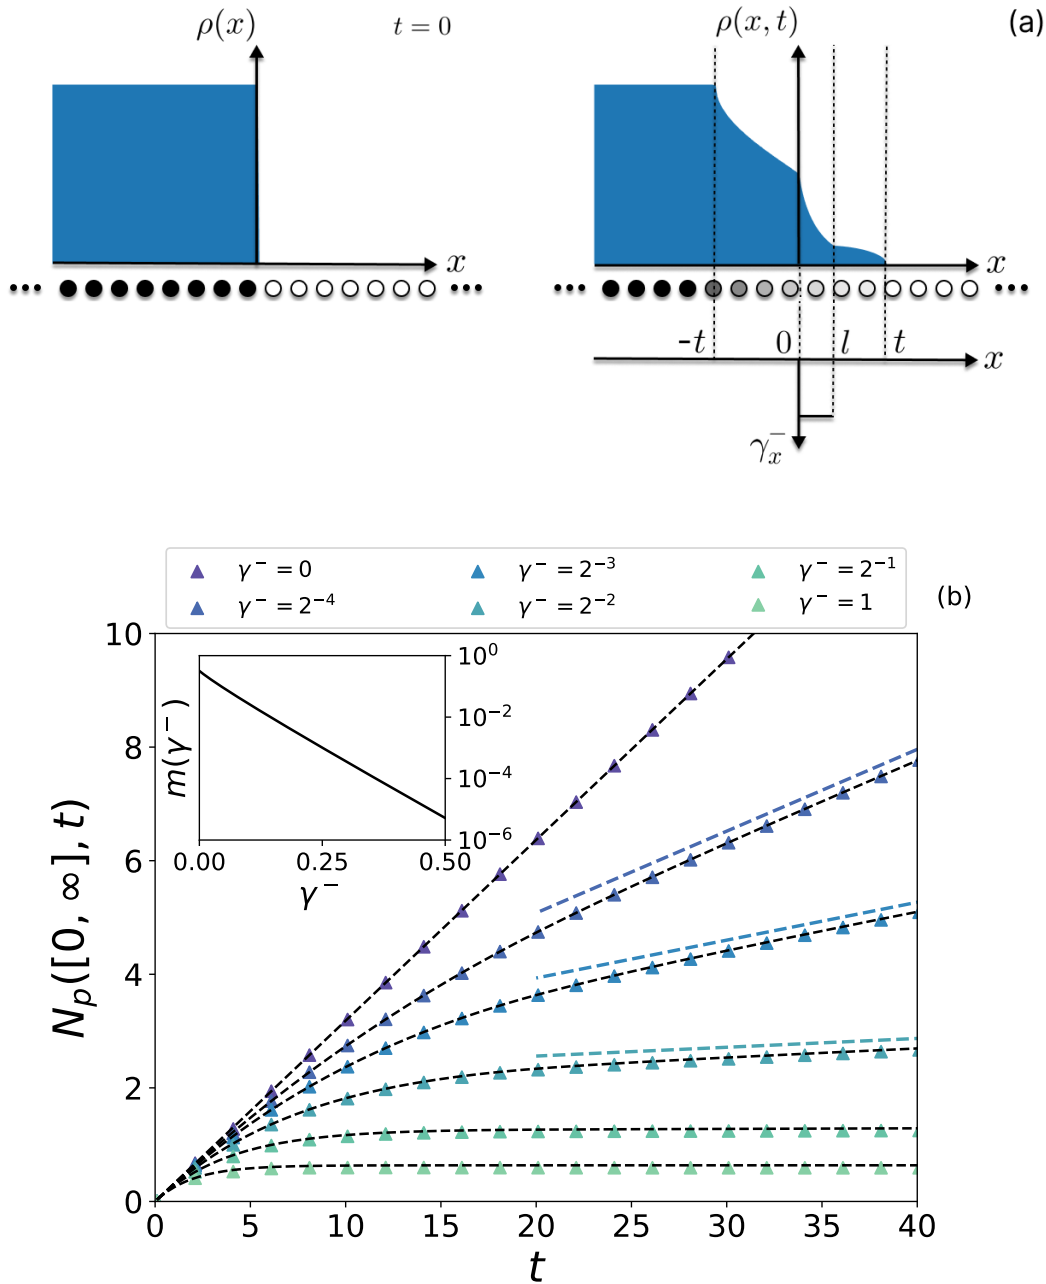 ρ(x) t = 0 ρ(x, t) (a)
x x
-t 0 l t
x
γₓ⁻
γ⁻ = 0 γ⁻ = 2⁻³ γ⁻ = 2⁻¹
γ⁻ = 2⁻⁴ γ⁻ = 2⁻² γ⁻ = 1
(b)
N_p([0, ∞], t)
10
8
6
4
2
0
m(γ⁻)
10⁰
10⁻²
10⁻⁴
10⁻⁶
0.00 0.25 0.50
γ⁻
0 5 10 15 20 25 30 35 40
t